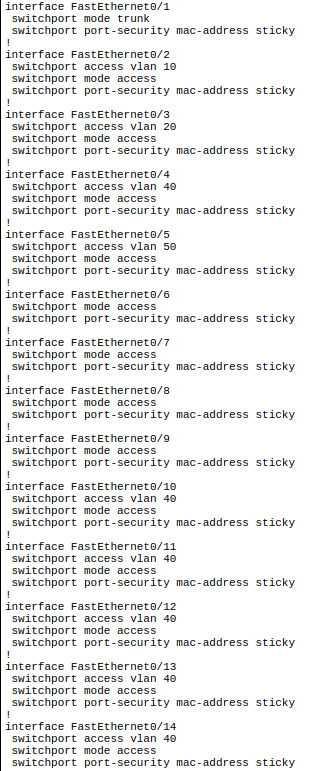 interface FastEthernet0/1
 switchport mode trunk
 switchport port-security mac-address sticky
!
interface FastEthernet0/2
 switchport access vlan 10
 switchport mode access
 switchport port-security mac-address sticky
!
interface FastEthernet0/3
 switchport access vlan 20
 switchport mode access
 switchport port-security mac-address sticky
!
interface FastEthernet0/4
 switchport access vlan 40
 switchport mode access
 switchport port-security mac-address sticky
!
interface FastEthernet0/5
 switchport access vlan 50
 switchport mode access
 switchport port-security mac-address sticky
!
interface FastEthernet0/6
 switchport mode access
 switchport port-security mac-address sticky
!
interface FastEthernet0/7
 switchport mode access
 switchport port-security mac-address sticky
!
interface FastEthernet0/8
 switchport mode access
 switchport port-security mac-address sticky
!
interface FastEthernet0/9
 switchport mode access
 switchport port-security mac-address sticky
!
interface FastEthernet0/10
 switchport access vlan 40
 switchport mode access
 switchport port-security mac-address sticky
!
interface FastEthernet0/11
 switchport access vlan 40
 switchport mode access
 switchport port-security mac-address sticky
!
interface FastEthernet0/12
 switchport access vlan 40
 switchport mode access
 switchport port-security mac-address sticky
!
interface FastEthernet0/13
 switchport access vlan 40
 switchport mode access
 switchport port-security mac-address sticky
!
interface FastEthernet0/14
 switchport access vlan 40
 switchport mode access
 switchport port-security mac-address sticky